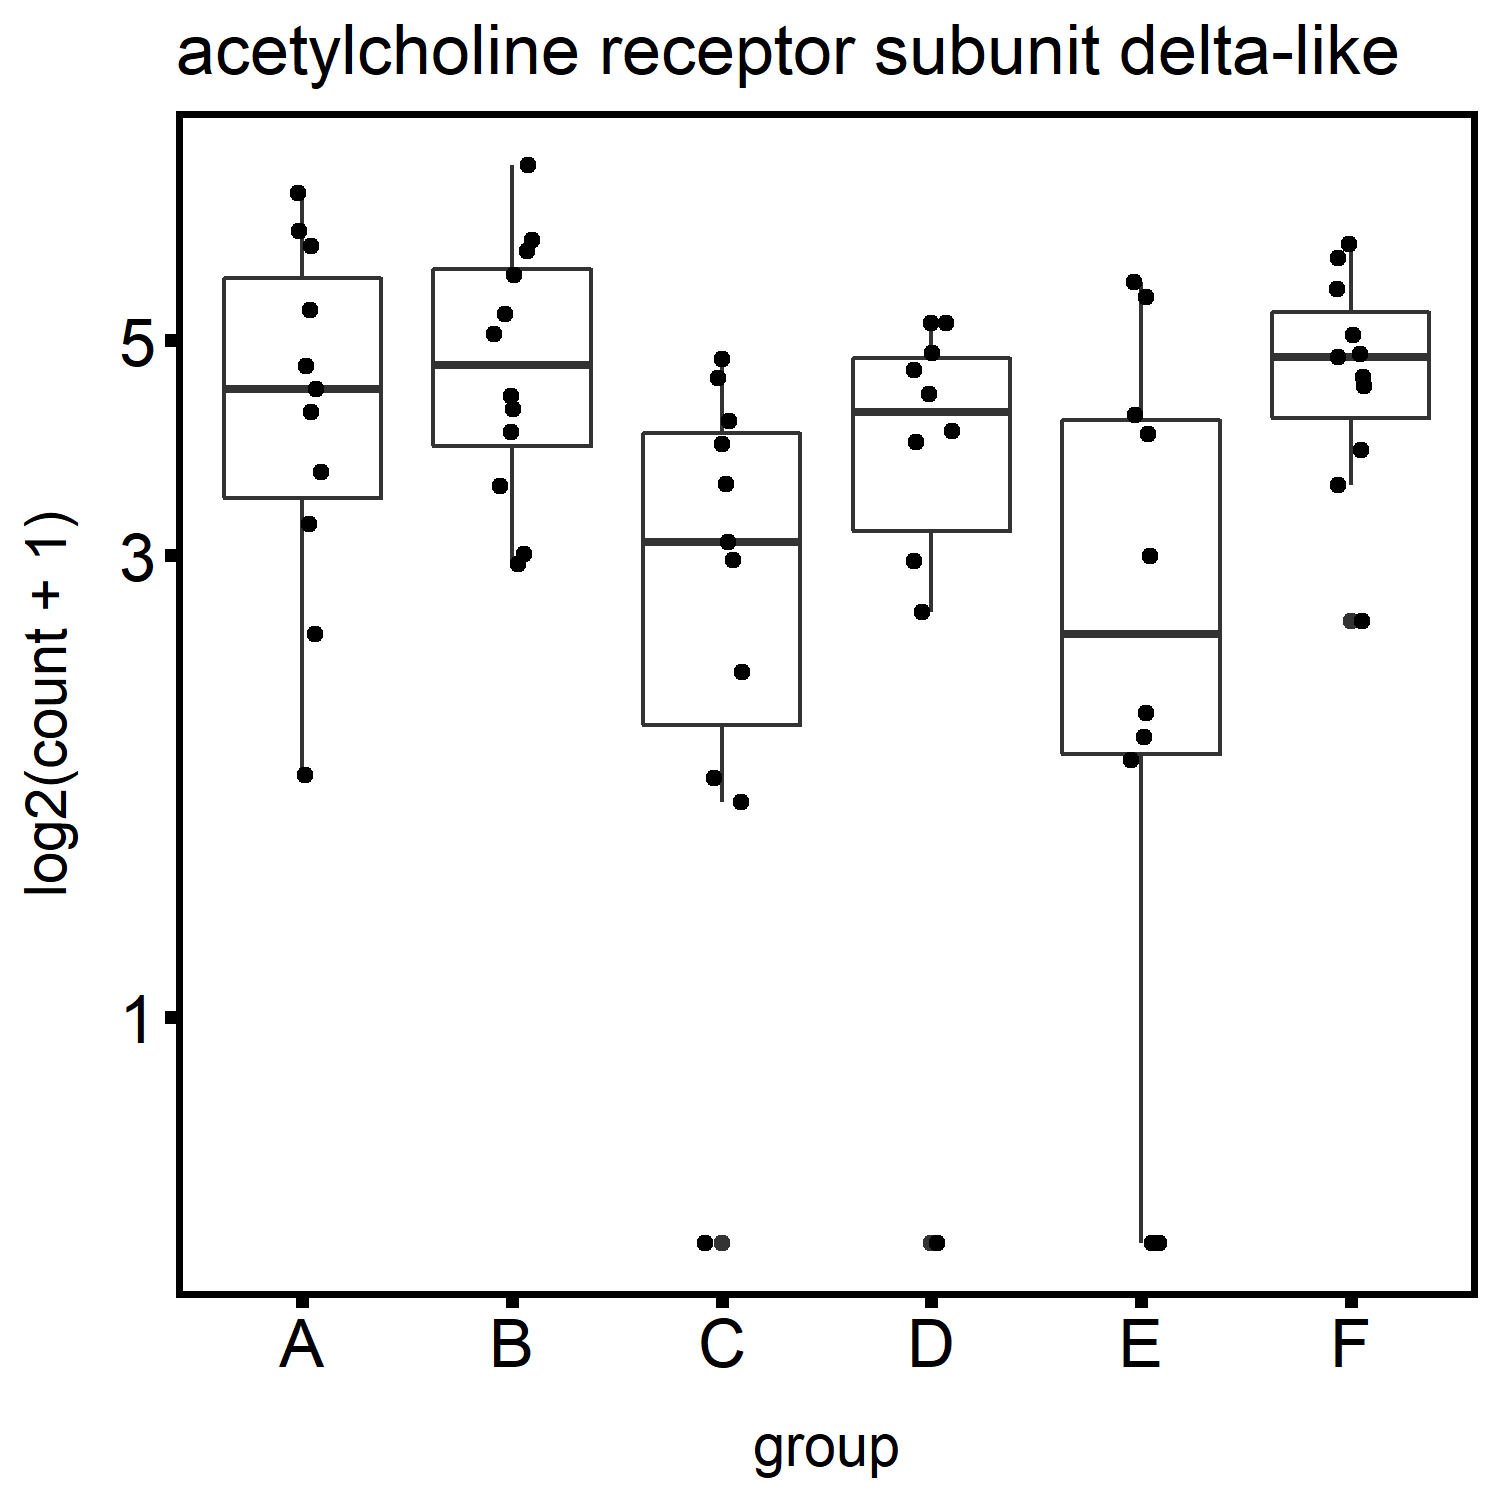 acetylcholine receptor subunit delta-like
log2(count + 1)
5
3
1
A B C D E F
group